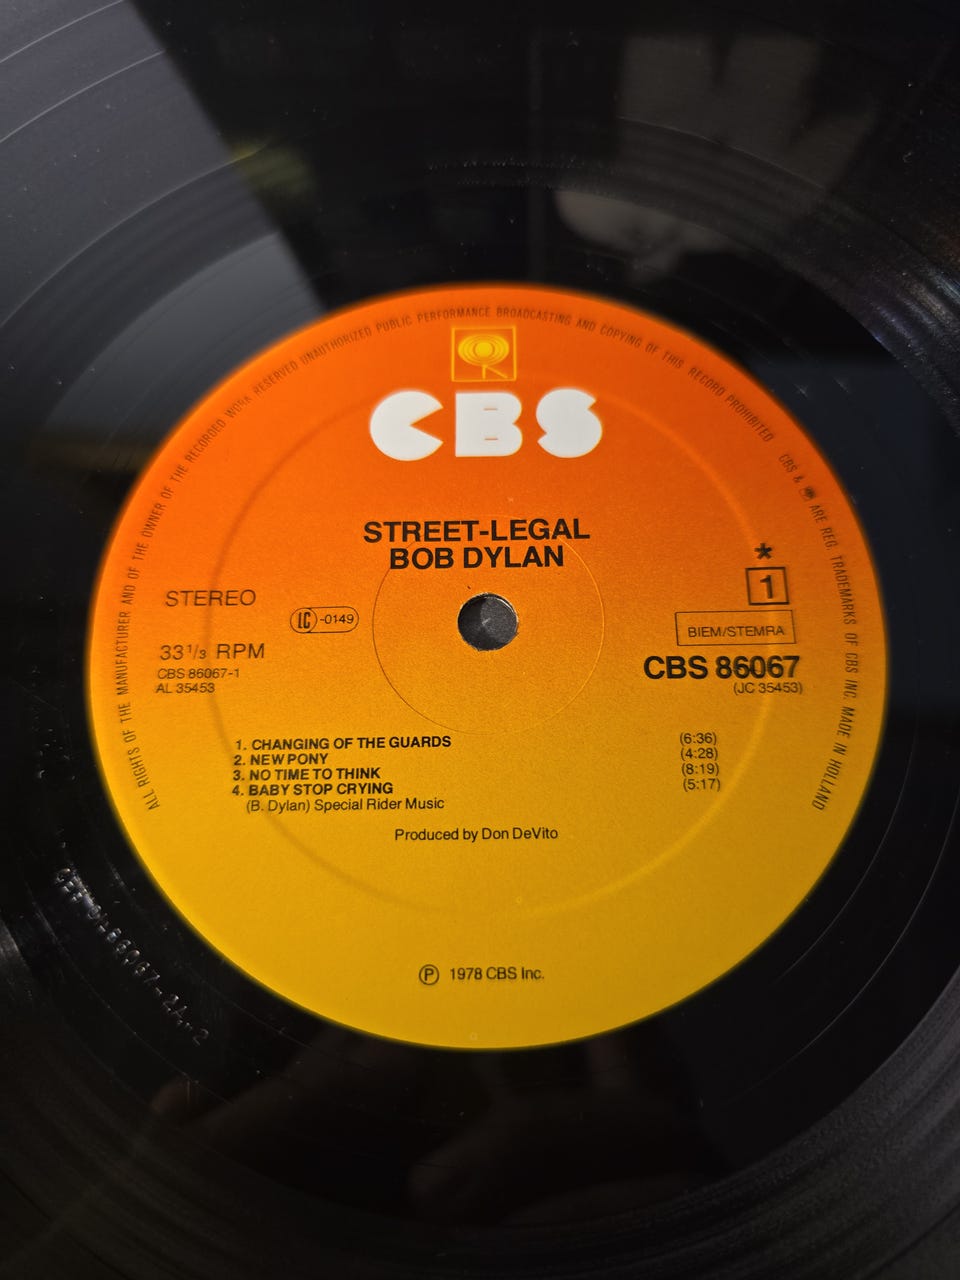 ALL RIGHTS OF THE MANUFACTURER AND OF THE OWNER OF THE RECORDED WORK RESERVED UNAUTHORIZED PUBLIC PERFORMANCE BROADCASTING AND COPYING OF THIS RECORD PROHIBITED CBS & ARE REG. TRADEMARKS OF CBS INC. MADE IN HOLLAND
CBS
STREET-LEGAL
BOB DYLAN
*
1
STEREO
LC -0149
BIEM/STEMRA
33 1/3 RPM
CBS 86067
CBS 86067-1
(JC 35453)
AL 35453
1. CHANGING OF THE GUARDS (6:36)
2. NEW PONY (4:28)
3. NO TIME TO THINK (8:19)
4. BABY STOP CRYING (5:17)
(B. Dylan) Special Rider Music
Produced by Don DeVito
℗ 1978 CBS Inc.